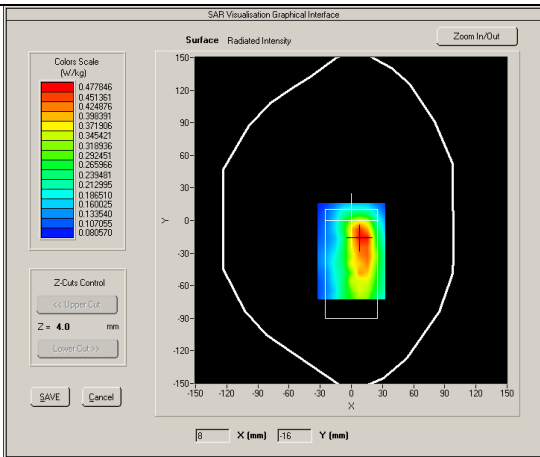 SAR Visualisation Graphical Interface
Surface Radiated Intensity
Zoom In/Out
Colors Scale
(W/kg)
0.477846
0.451361
0.424876
0.398391
0.371906
0.345421
0.318936
0.292451
0.265966
0.239481
0.212995
0.186510
0.160025
0.133540
0.107055
0.080570
Z-Cuts Control
<< Upper Cut
Z = 4.0 mm
Lower Cut >>
SAVE Cancel
150
120
90
60
30
0
-30
-60
-90
-120
-150
Y
-150 -120 -90 -60 -30 0 30 60 90 120 150
X
8 X (mm) -16 Y (mm)